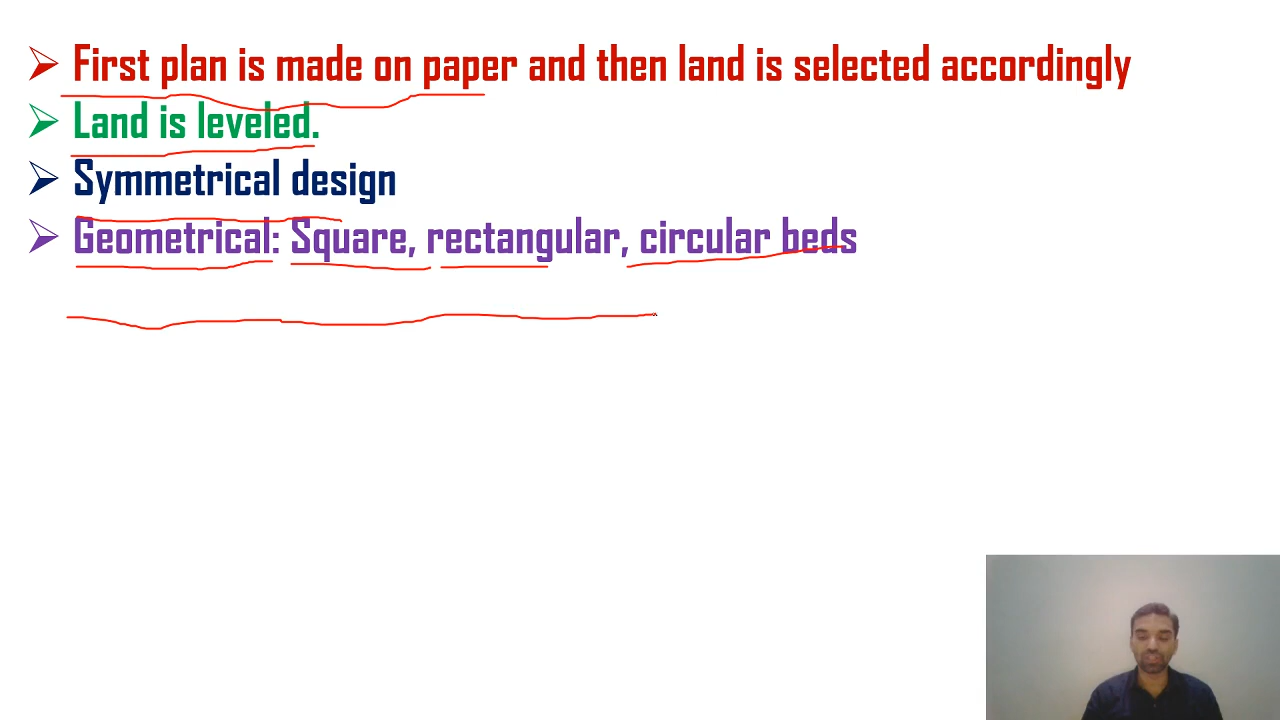 First plan is made on paper and then land is selected accordingly
Land is leveled.
Symmetrical design
Geometrical: Square, rectangular, circular beds